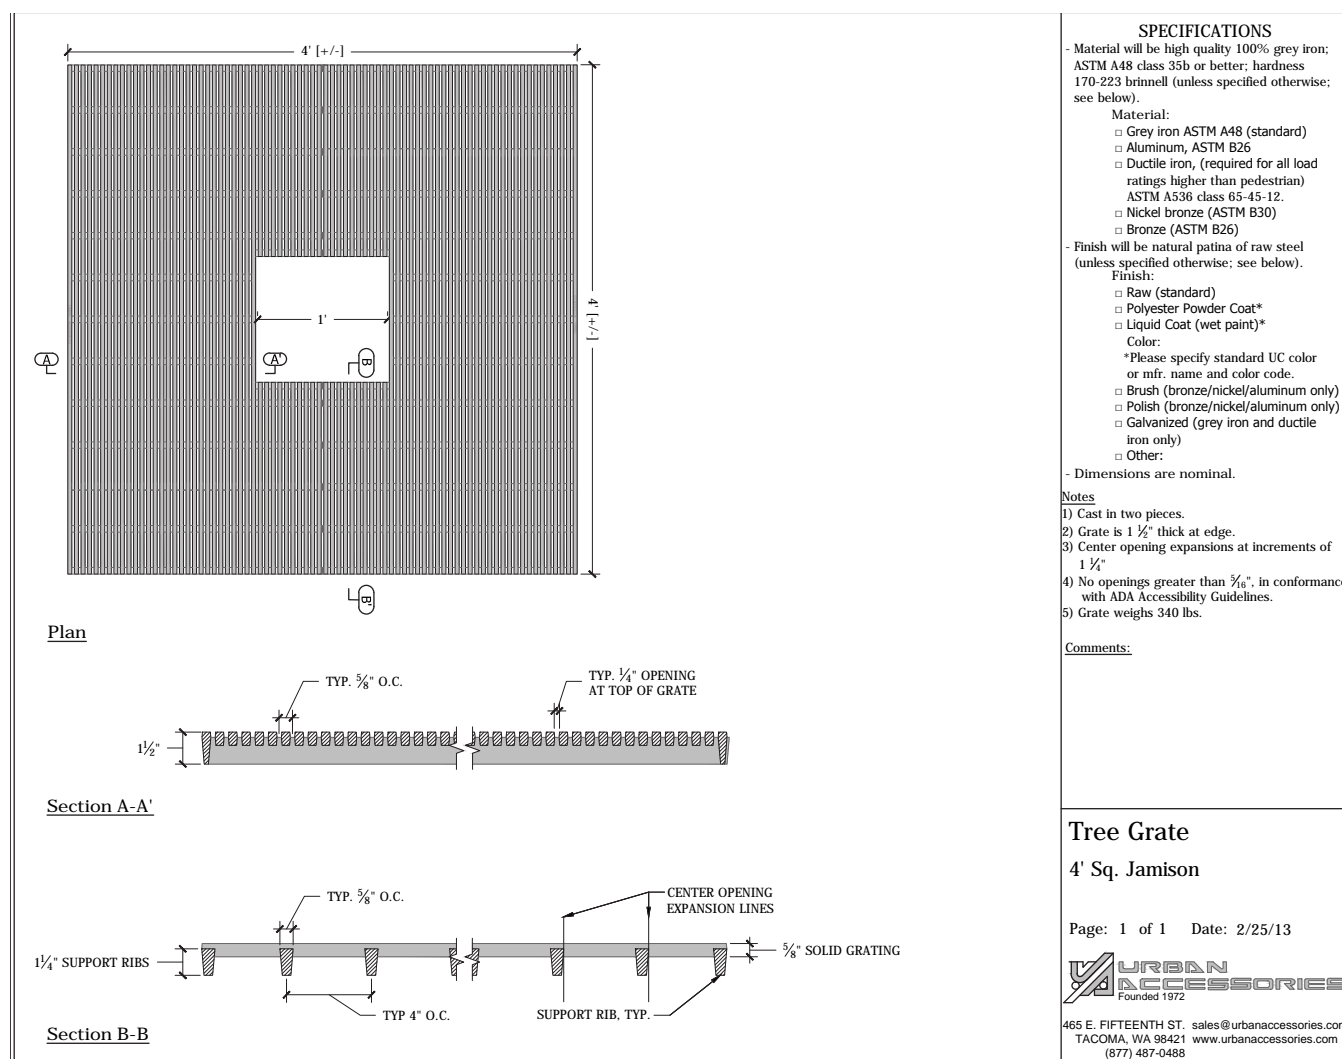 4' [+/-]
4' [+/-]
1'
A
A'
B
B'
Plan
TYP. 5⁄8" O.C.
TYP. 1⁄4" OPENING
AT TOP OF GRATE
1 1⁄2"
Section A-A'
TYP. 5⁄8" O.C.
CENTER OPENING
EXPANSION LINES
1 1⁄4" SUPPORT RIBS
5⁄8" SOLID GRATING
TYP 4" O.C.
SUPPORT RIB, TYP.
Section B-B
SPECIFICATIONS
- Material will be high quality 100% grey iron;
ASTM A48 class 35b or better; hardness
170-223 brinnell (unless specified otherwise;
see below).
Material:
□ Grey iron ASTM A48 (standard)
□ Aluminum, ASTM B26
□ Ductile iron, (required for all load
ratings higher than pedestrian)
ASTM A536 class 65-45-12.
□ Nickel bronze (ASTM B30)
□ Bronze (ASTM B26)
- Finish will be natural patina of raw steel
(unless specified otherwise; see below).
Finish:
□ Raw (standard)
□ Polyester Powder Coat*
□ Liquid Coat (wet paint)*
Color:
*Please specify standard UC color
or mfr. name and color code.
□ Brush (bronze/nickel/aluminum only)
□ Polish (bronze/nickel/aluminum only)
□ Galvanized (grey iron and ductile
iron only)
□ Other:
- Dimensions are nominal.
Notes
1) Cast in two pieces.
2) Grate is 1 1⁄2" thick at edge.
3) Center opening expansions at increments of
1 1⁄4"
4) No openings greater than 5⁄16", in conformance
with ADA Accessibility Guidelines.
5) Grate weighs 340 lbs.
Comments:
Tree Grate
4' Sq. Jamison
Page: 1 of 1 Date: 2/25/13
URBAN
ACCESSORIES
Founded 1972
465 E. FIFTEENTH ST. sales@urbanaccessories.com
TACOMA, WA 98421 www.urbanaccessories.com
(877) 487-0488